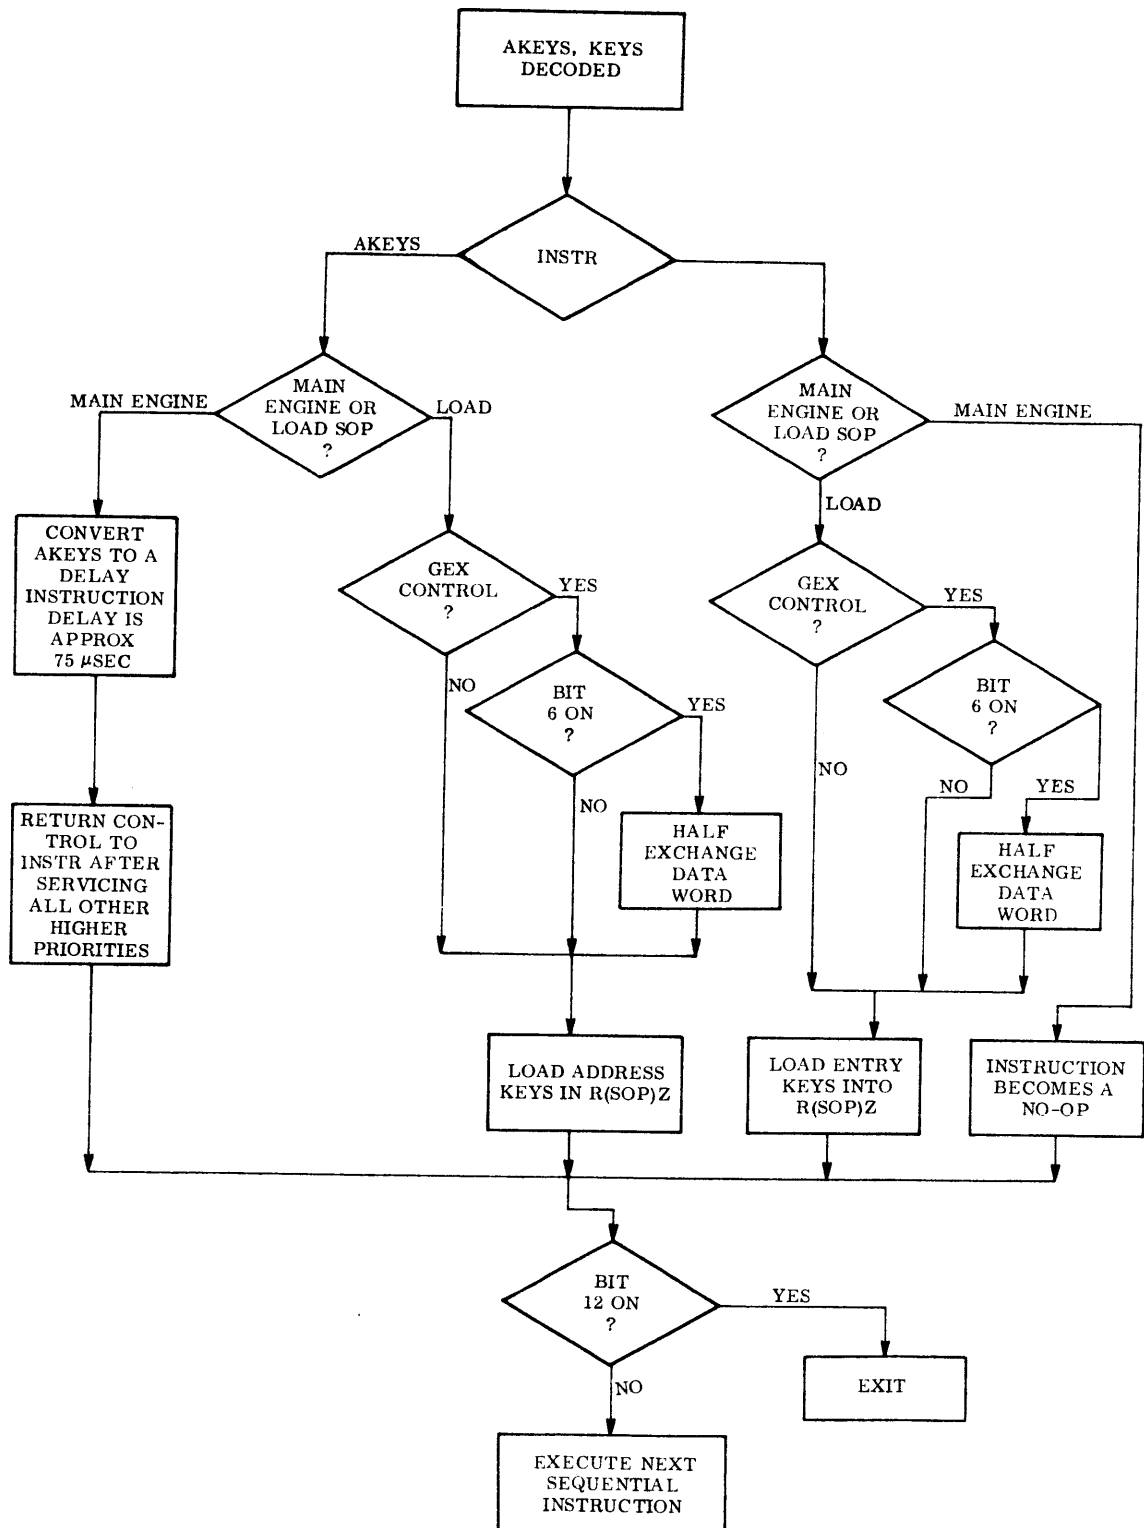 AKEYS, KEYS
DECODED
INSTR
AKEYS
MAIN
ENGINE OR
LOAD SOP
?
MAIN ENGINE
LOAD
MAIN
ENGINE OR
LOAD SOP
?
MAIN ENGINE
LOAD
CONVERT
AKEYS TO A
DELAY
INSTRUCTION
DELAY IS
APPROX
75 μSEC
GEX
CONTROL
?
YES
NO
GEX
CONTROL
?
YES
NO
BIT
6 ON
?
YES
NO
BIT
6 ON
?
NO
YES
RETURN CON-
TROL TO
INSTR AFTER
SERVICING
ALL OTHER
HIGHER
PRIORITIES
HALF
EXCHANGE
DATA
WORD
HALF
EXCHANGE
DATA
WORD
LOAD ADDRESS
KEYS IN R(SOP)Z
LOAD ENTRY
KEYS INTO
R(SOP)Z
INSTRUCTION
BECOMES A
NO-OP
BIT
12 ON
?
YES
NO
EXIT
EXECUTE NEXT
SEQUENTIAL
INSTRUCTION